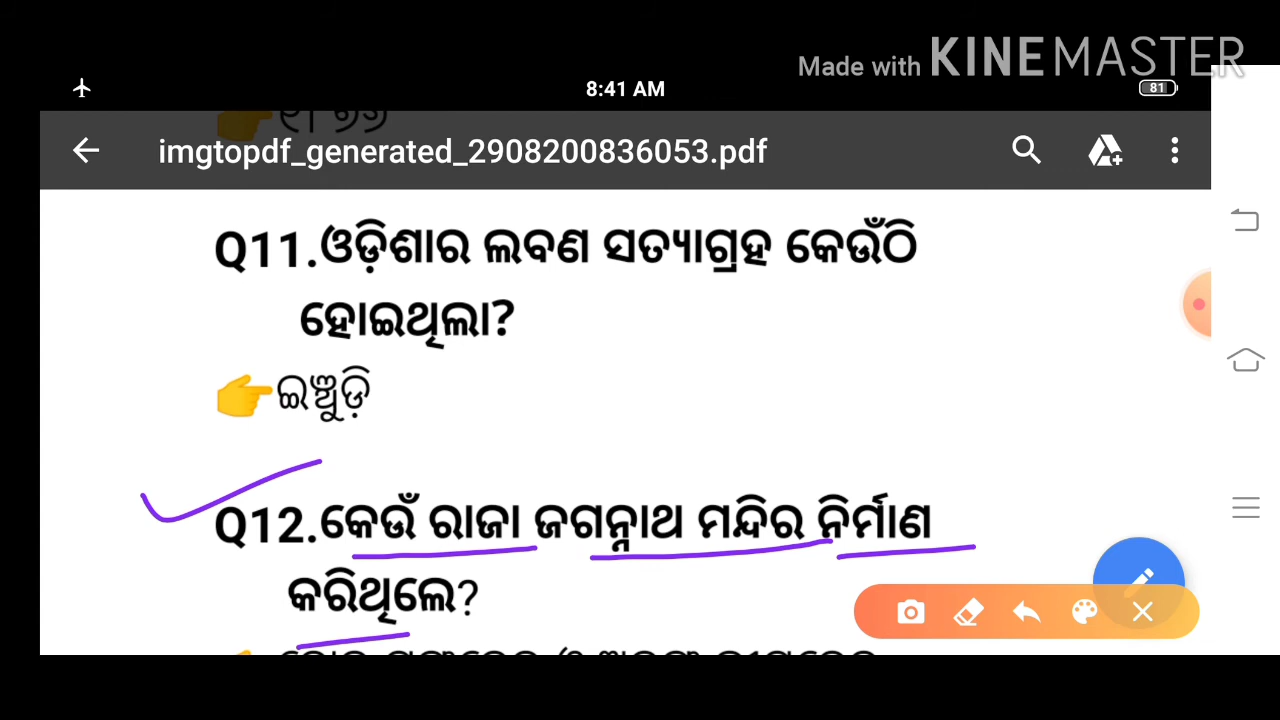 Made with KINEMASTER
8:41 AM
81
imgtopdf_generated_2908200836053.pdf
Q11.ଓଡ଼ିଶାର ଲବଣ ସତ୍ୟାଗ୍ରହ କେଉଁଠି
ହୋଇଥିଲା?
👉ଇଞ୍ଚୁଡ଼ି
Q12.କେଉଁ ରାଜା ଜଗନ୍ନାଥ ମନ୍ଦିର ନିର୍ମାଣ
କରିଥିଲେ?